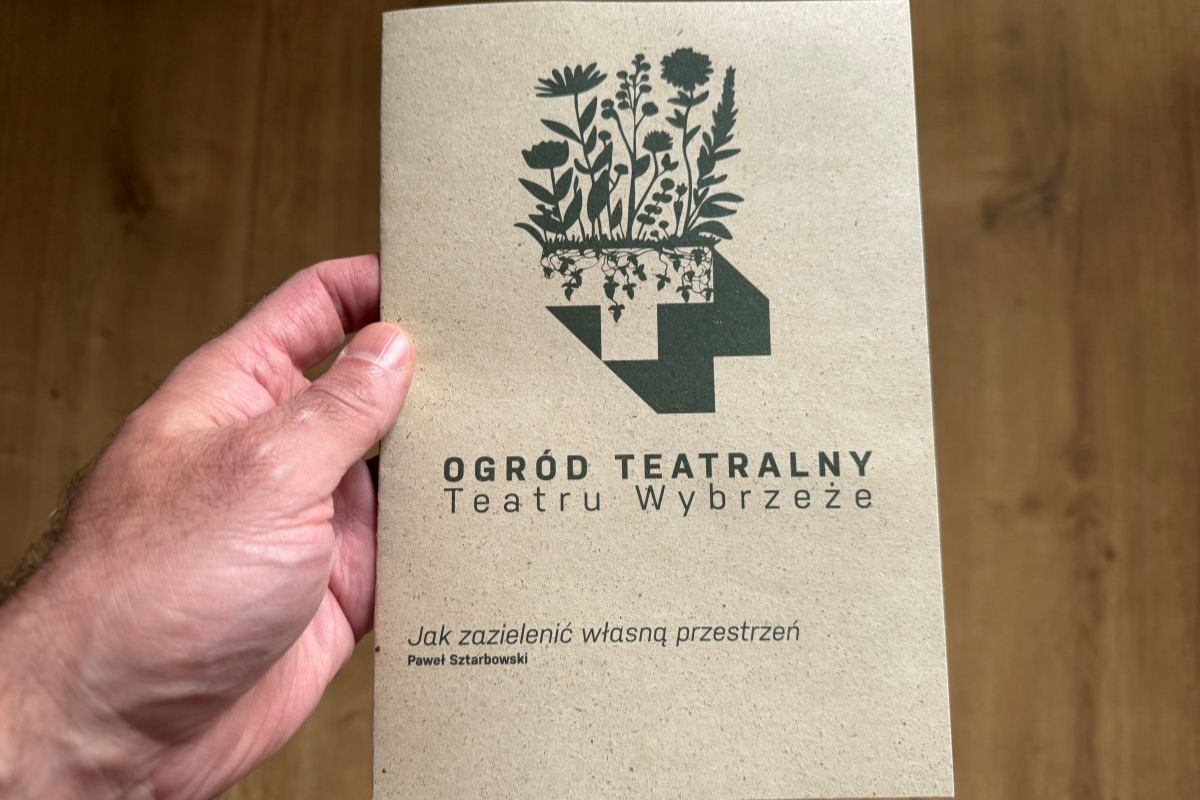 OGRÓD TEATRALNY
Teatru Wybrzeże
Jak zazielenić własną przestrzeń
Paweł Sztarbowski